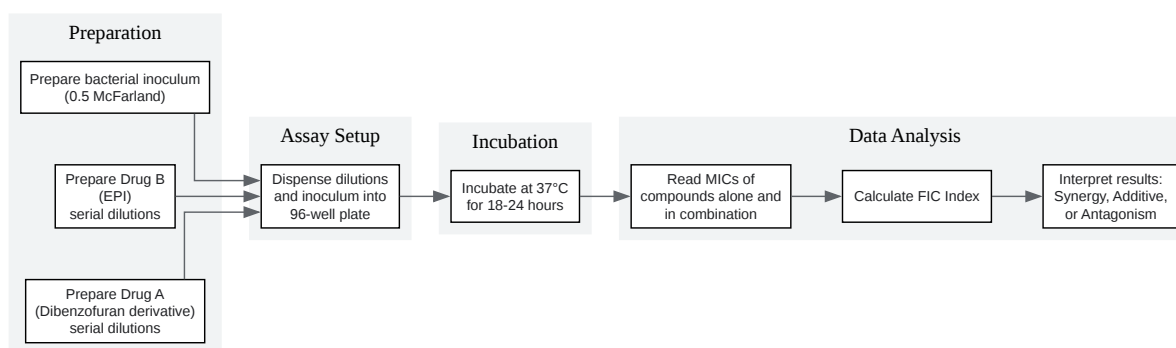 Preparation
Prepare bacterial inoculum
(0.5 McFarland)
Prepare Drug B
(EPI)
serial dilutions
Prepare Drug A
(Dibenzofuran derivative)
serial dilutions
Assay Setup
Dispense dilutions
and inoculum into
96-well plate
Incubation
Incubate at 37°C
for 18-24 hours
Data Analysis
Read MICs of
compounds alone and
in combination
Calculate FIC Index
Interpret results:
Synergy, Additive,
or Antagonism